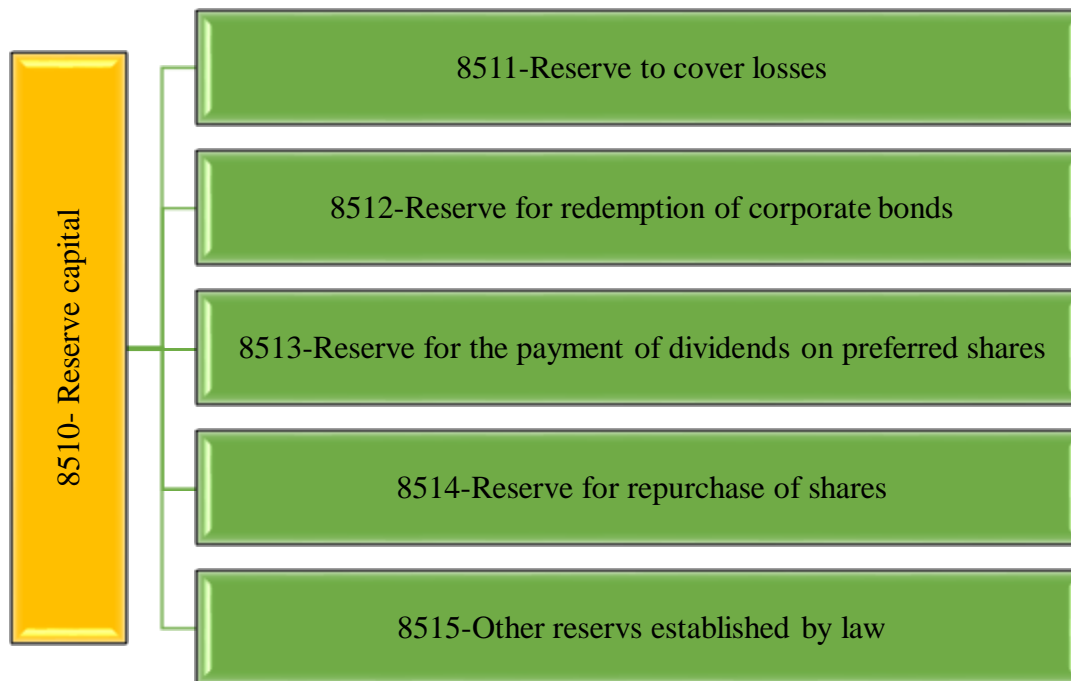 8510- Reserve capital
8511-Reserve to cover losses
8512-Reserve for redemption of corporate bonds
8513-Reserve for the payment of dividends on preferred shares
8514-Reserve for repurchase of shares
8515-Other reservs established by law